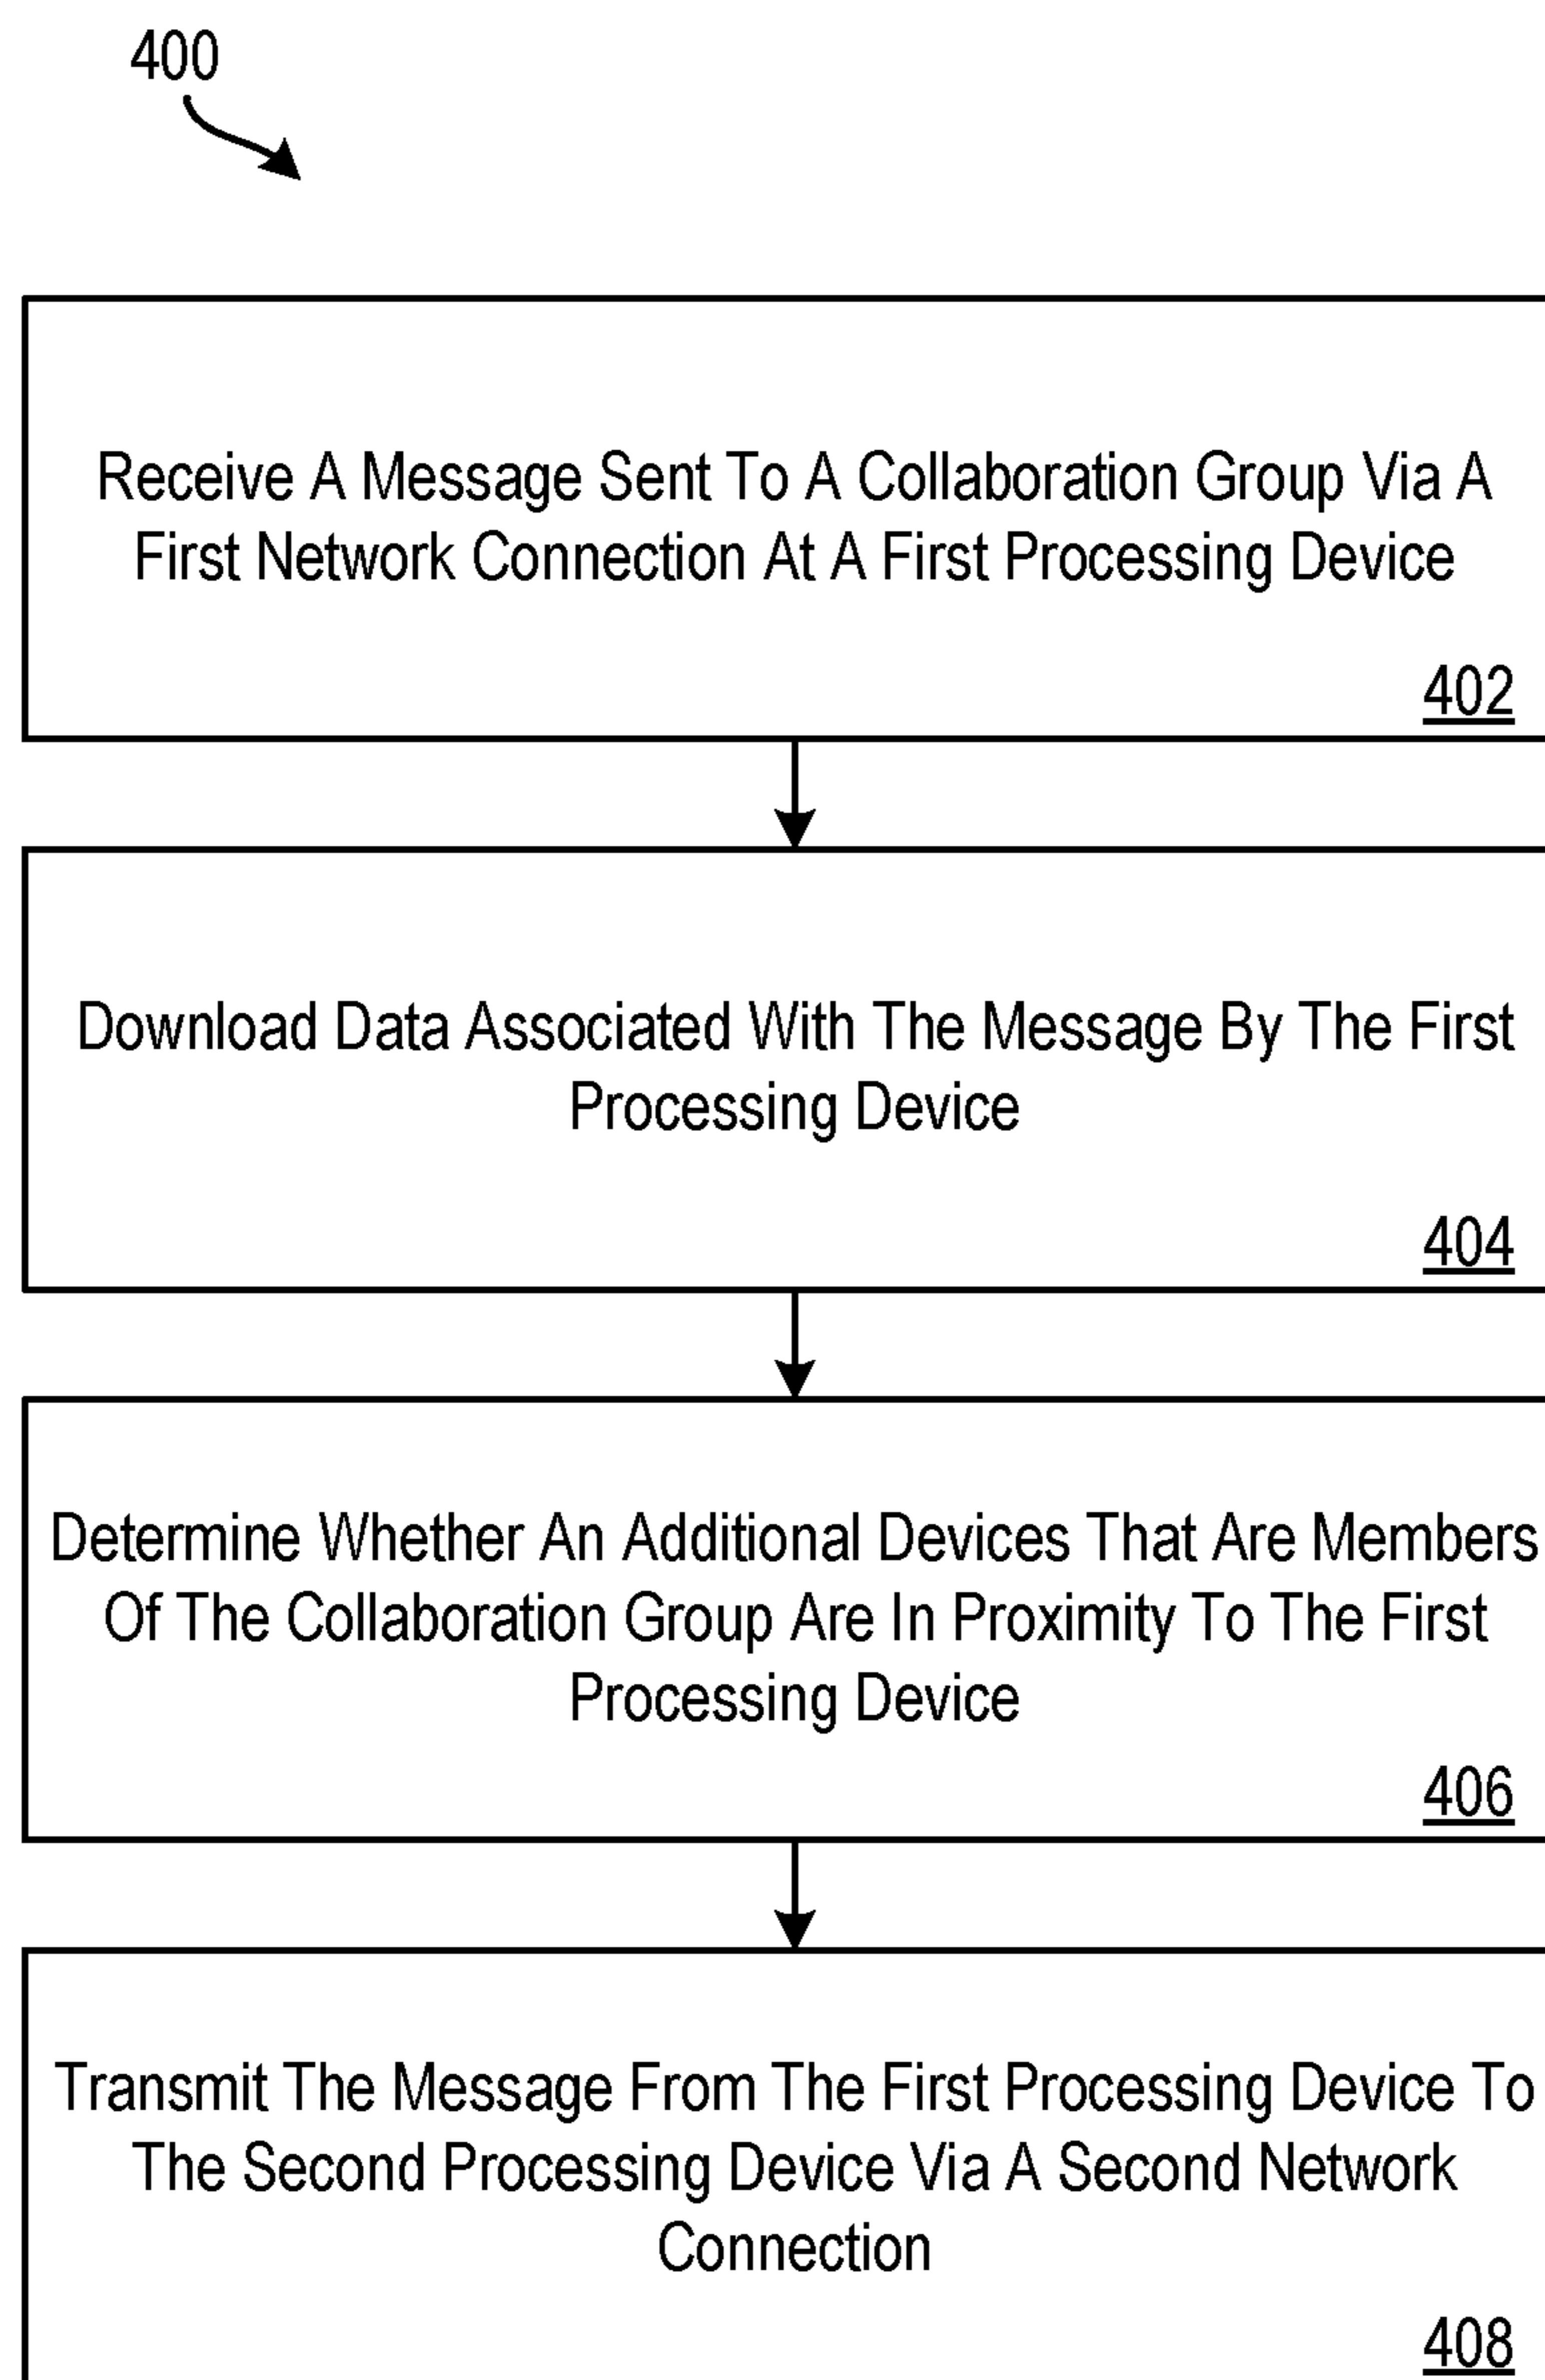 400
Receive A Message Sent To A Collaboration Group Via A
First Network Connection At A First Processing Device
402
Download Data Associated With The Message By The First
Processing Device
404
Determine Whether An Additional Devices That Are Members
Of The Collaboration Group Are In Proximity To The First
Processing Device
406
Transmit The Message From The First Processing Device To
The Second Processing Device Via A Second Network
Connection
408